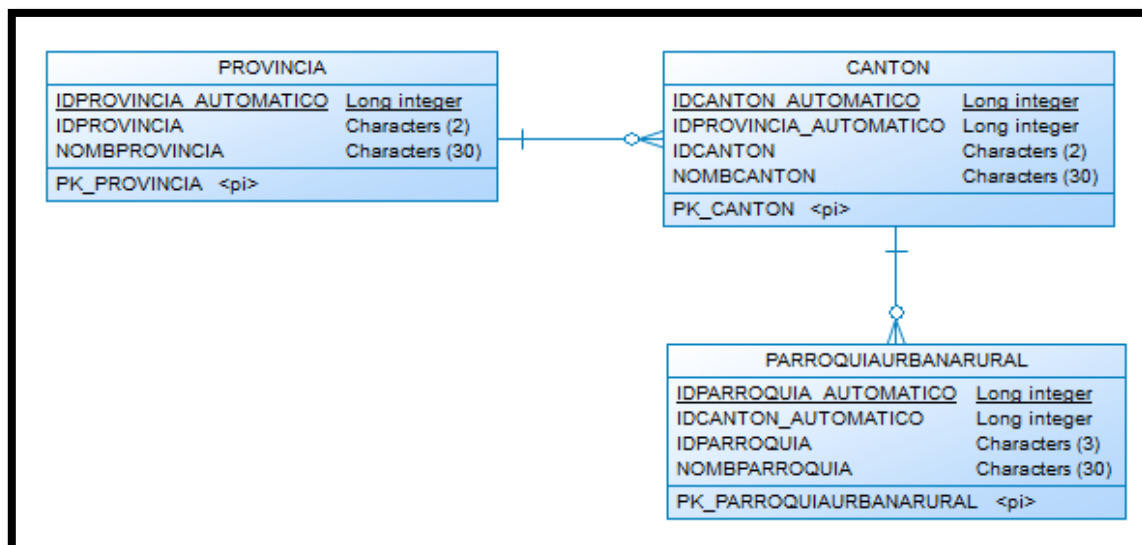 PROVINCIA
IDPROVINCIA_AUTOMATICO Long integer
IDPROVINCIA Characters (2)
NOMBPROVINCIA Characters (30)
PK_PROVINCIA <pi>
CANTON
IDCANTON_AUTOMATICO Long integer
IDPROVINCIA_AUTOMATICO Long integer
IDCANTON Characters (2)
NOMBCANTON Characters (30)
PK_CANTON <pi>
PARROQUIAURBANARURAL
IDPARROQUIA_AUTOMATICO Long integer
IDCANTON_AUTOMATICO Long integer
IDPARROQUIA Characters (3)
NOMBPARROQUIA Characters (30)
PK_PARROQUIAURBANARURAL <pi>